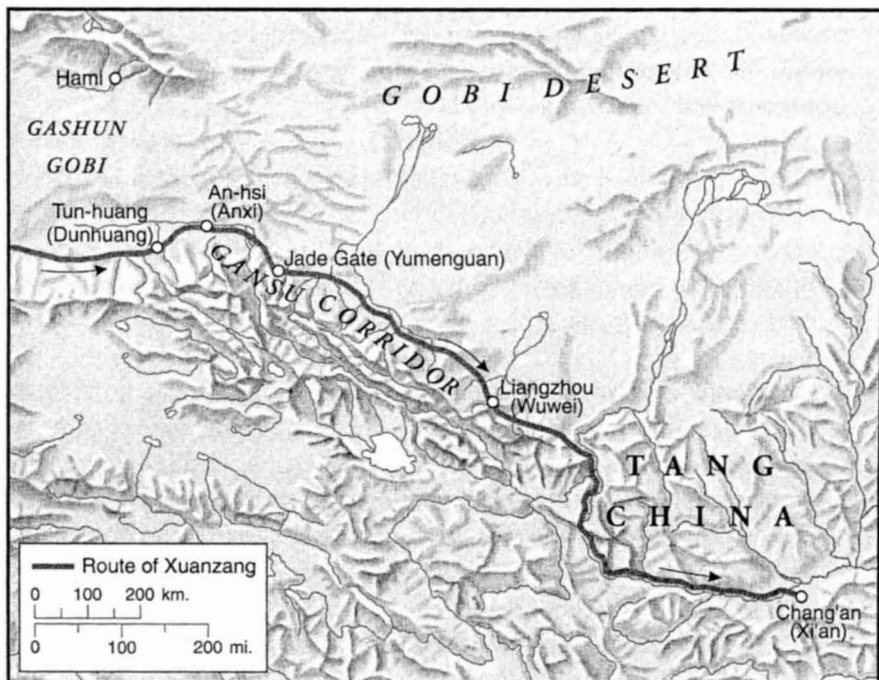 Hami
GOBI DESERT
GASHUN
GOBI
An-hsi
(Anxi)
Tun-huang
(Dunhuang)
Jade Gate (Yumenguan)
GANSU CORRIDOR
Liangzhou
(Wuwei)
TANG
CHINA
Chang'an
(Xi'an)
Route of Xuanzang
0 100 200 km.
0 100 200 mi.